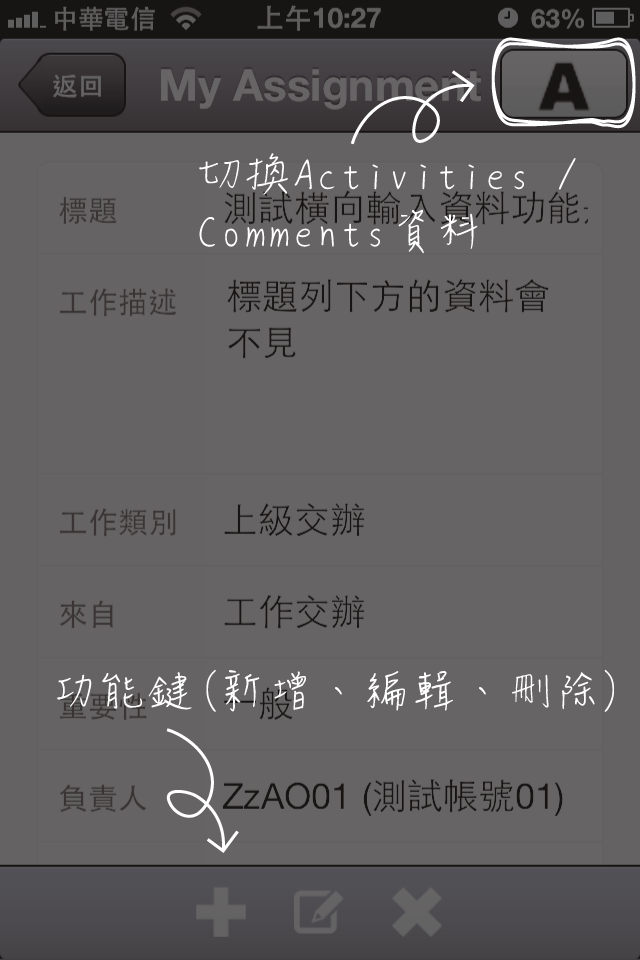 中華電信 上午10:27 63%
返回 My Assignment A
切換Activities /
Comments資料
標題 測試橫向輸入資料功能
工作描述 標題列下方的資料會
不見
工作類別 上級交辦
來自 工作交辦
功能鍵(新增、編輯、刪除)
重要性 一般
負責人 ZzAO01 (測試帳號01)